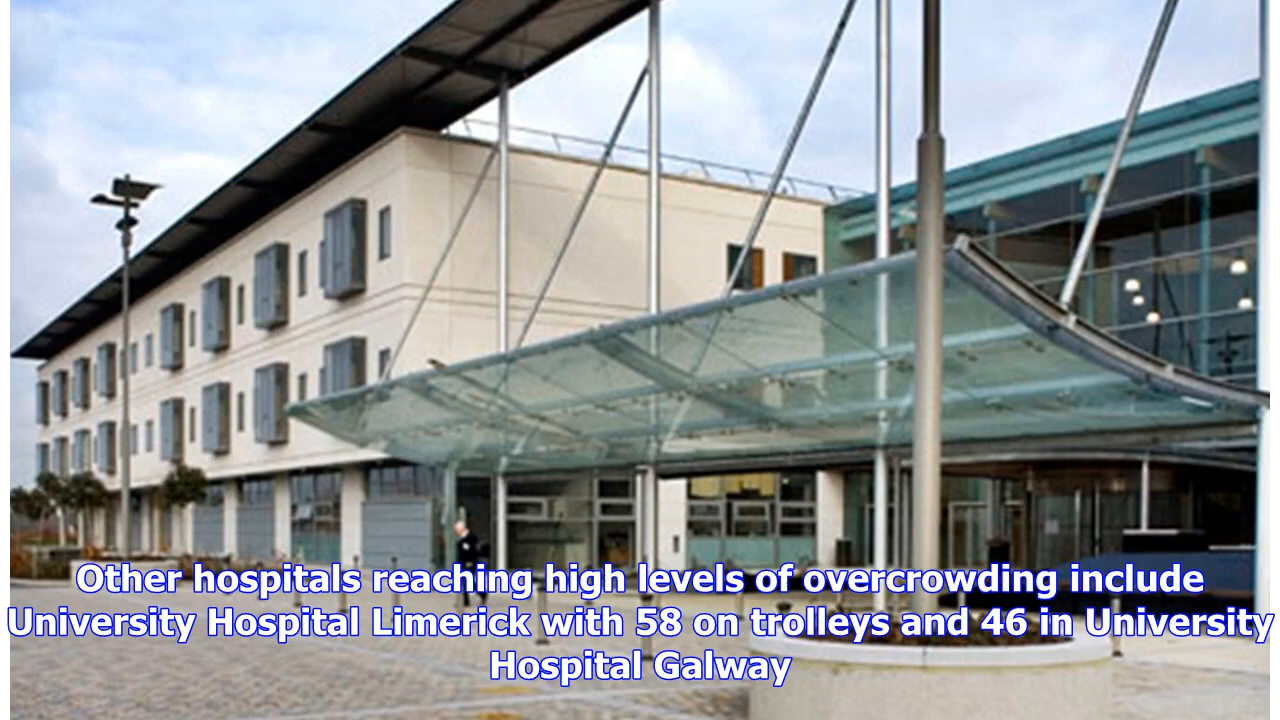 Other hospitals reaching high levels of overcrowding include
University Hospital Limerick with 58 on trolleys and 46 in University
Hospital Galway